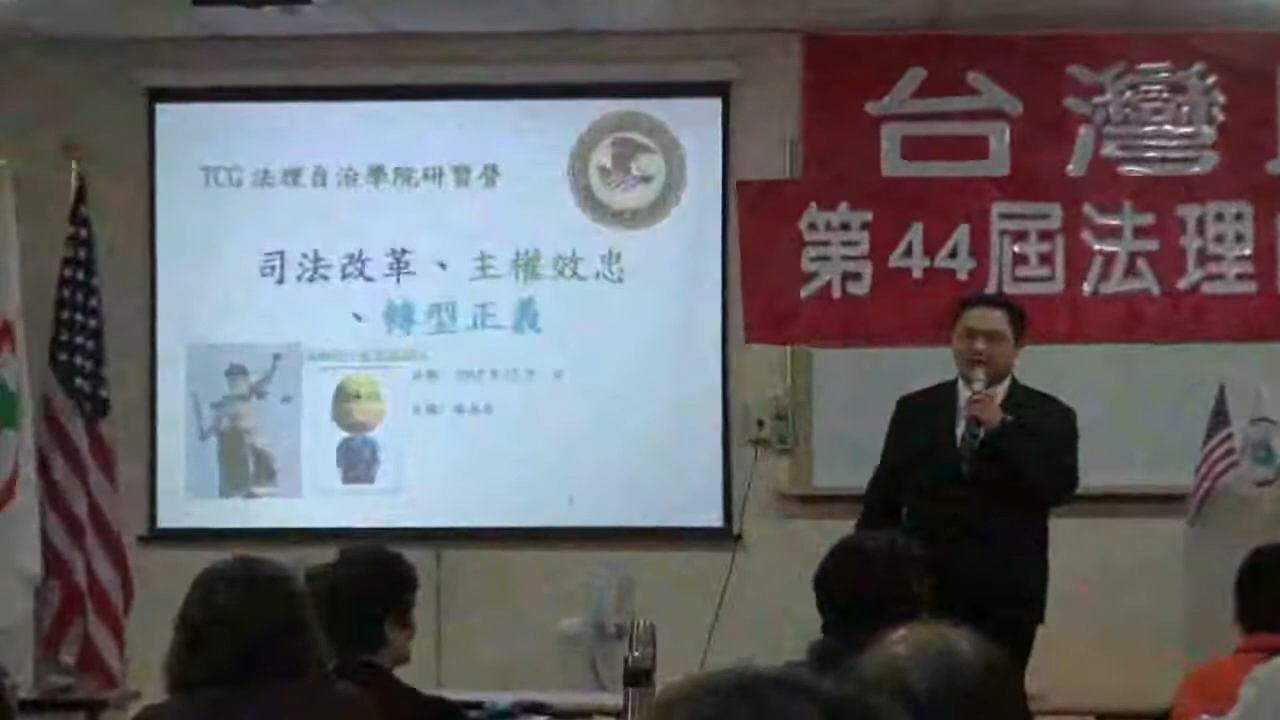 TCG 法理自治學院研習營
司法改革、主權效忠
、轉型正義
台灣
第44屆法理